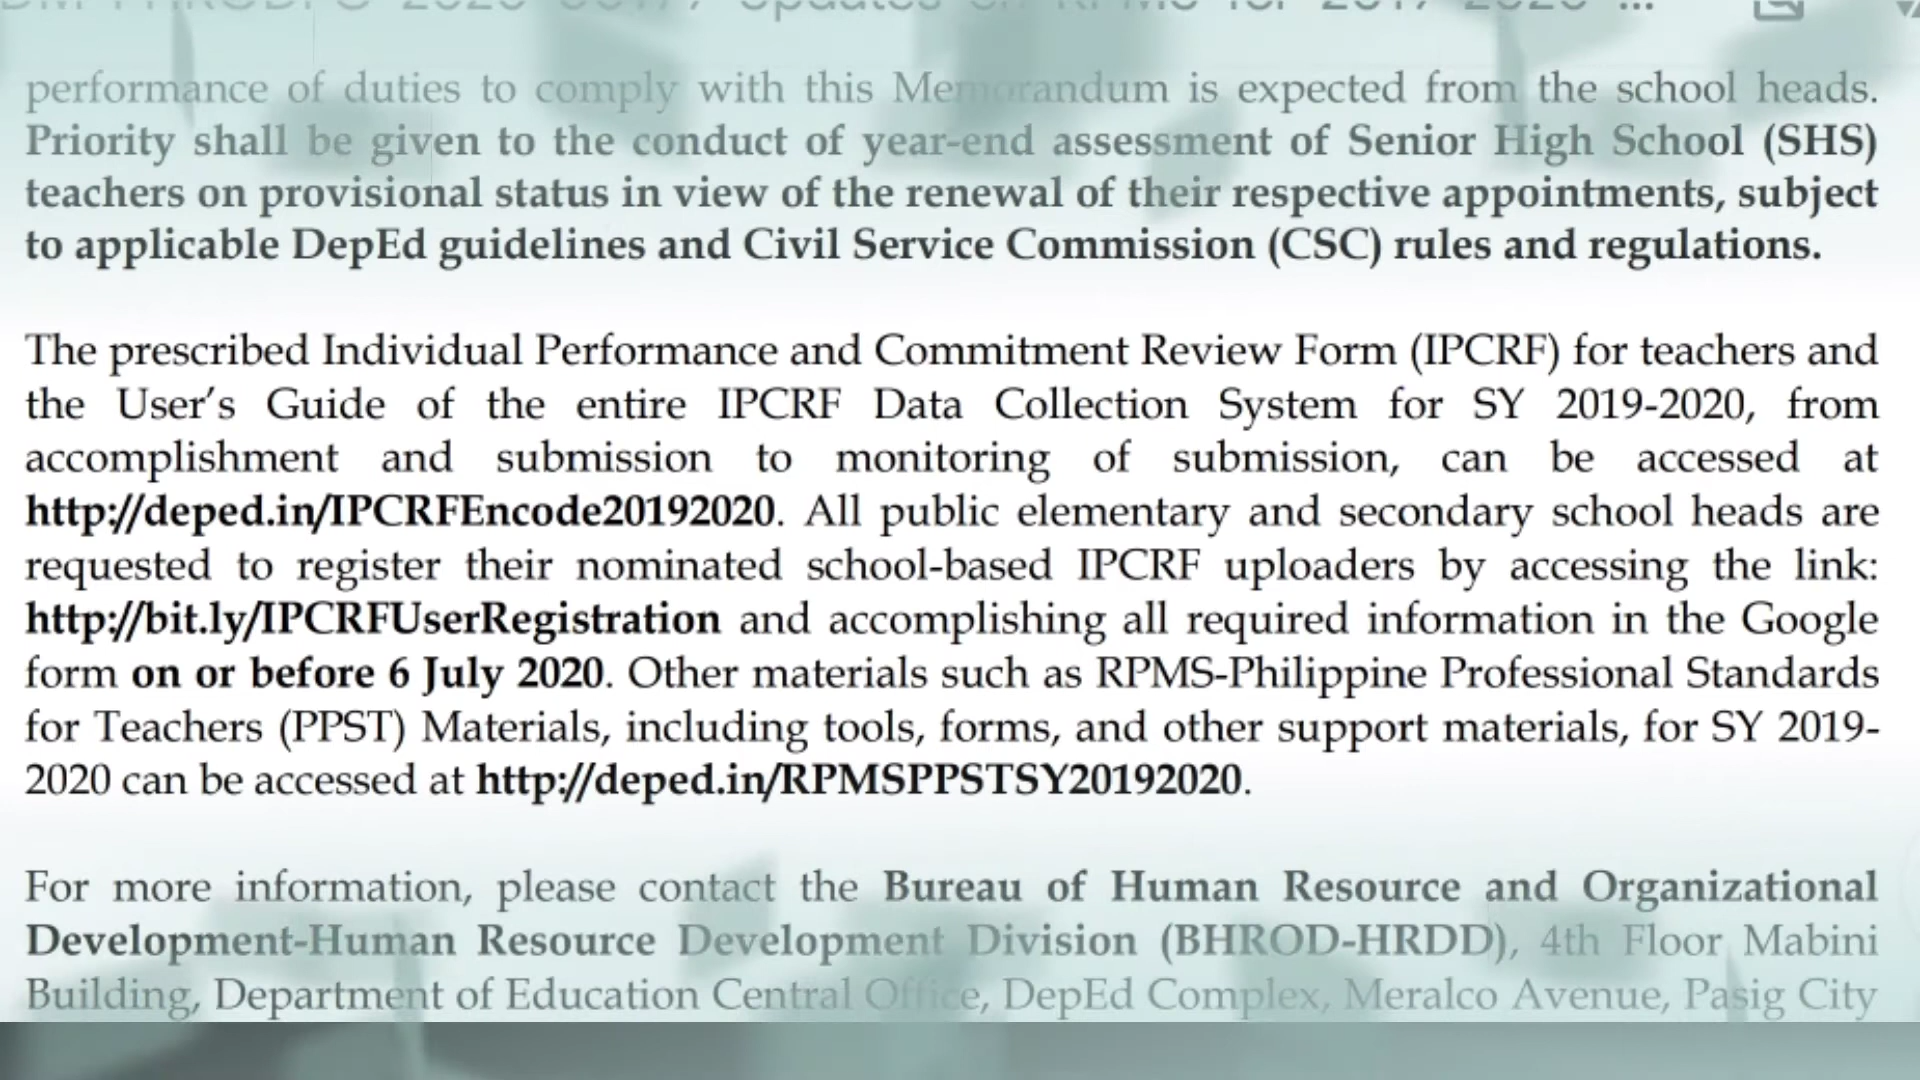 performance of duties to comply with this Memorandum is expected from the school heads.
Priority shall be given to the conduct of year-end assessment of Senior High School (SHS)
teachers on provisional status in view of the renewal of their respective appointments, subject
to applicable DepEd guidelines and Civil Service Commission (CSC) rules and regulations.
The prescribed Individual Performance and Commitment Review Form (IPCRF) for teachers and
the User’s Guide of the entire IPCRF Data Collection System for SY 2019-2020, from
accomplishment and submission to monitoring of submission, can be accessed at
http://deped.in/IPCRFEncode20192020. All public elementary and secondary school heads are
requested to register their nominated school-based IPCRF uploaders by accessing the link:
http://bit.ly/IPCRFUserRegistration and accomplishing all required information in the Google
form on or before 6 July 2020. Other materials such as RPMS-Philippine Professional Standards
for Teachers (PPST) Materials, including tools, forms, and other support materials, for SY 2019-
2020 can be accessed at http://deped.in/RPMSPPSTSY20192020.
For more information, please contact the Bureau of Human Resource and Organizational
Development-Human Resource Development Division (BHROD-HRDD), 4th Floor Mabini
Building, Department of Education Central Office, DepEd Complex, Meralco Avenue, Pasig City